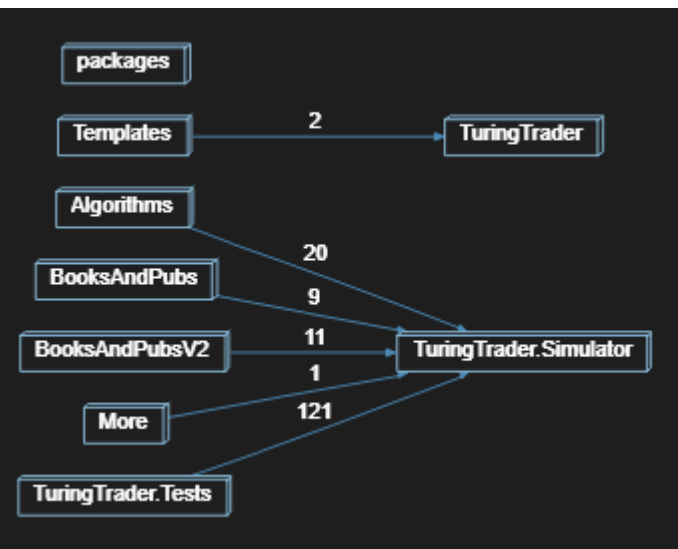 packages
Templates
2
TuringTrader
Algorithms
20
BooksAndPubs
9
BooksAndPubsV2
11
TuringTrader.Simulator
1
More
121
TuringTrader.Tests